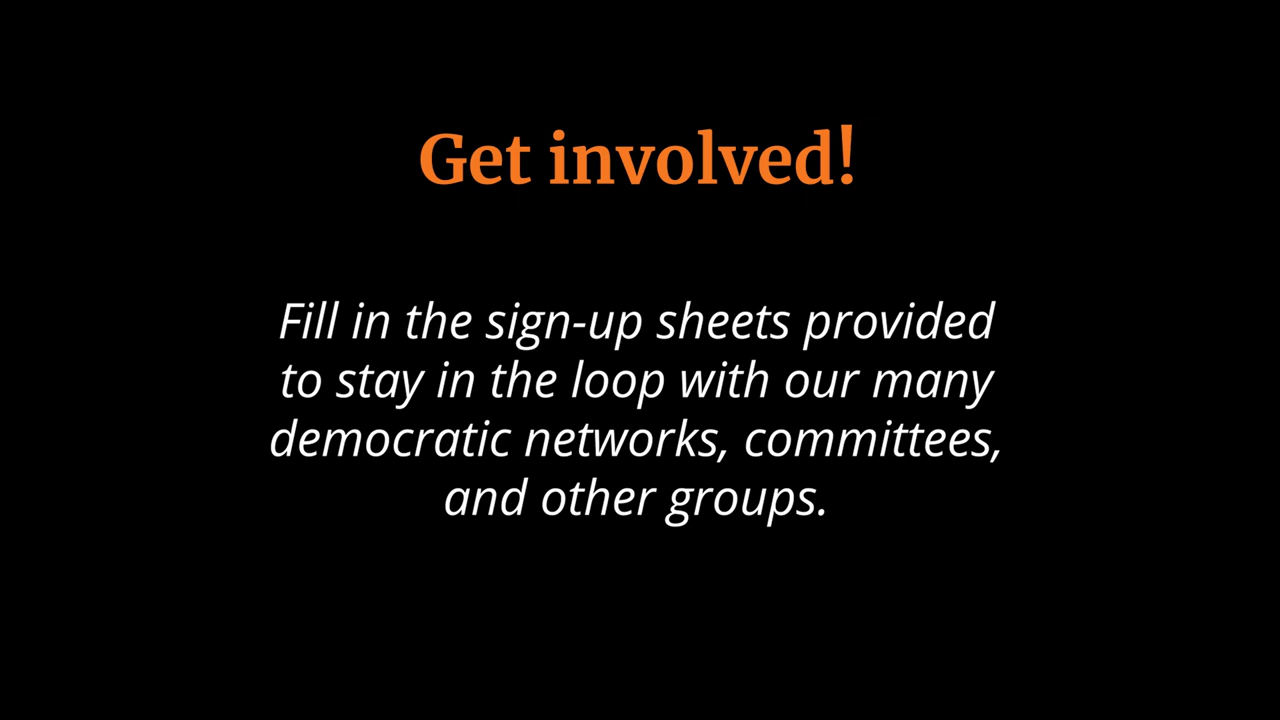 Get involved!
Fill in the sign-up sheets provided
to stay in the loop with our many
democratic networks, committees,
and other groups.